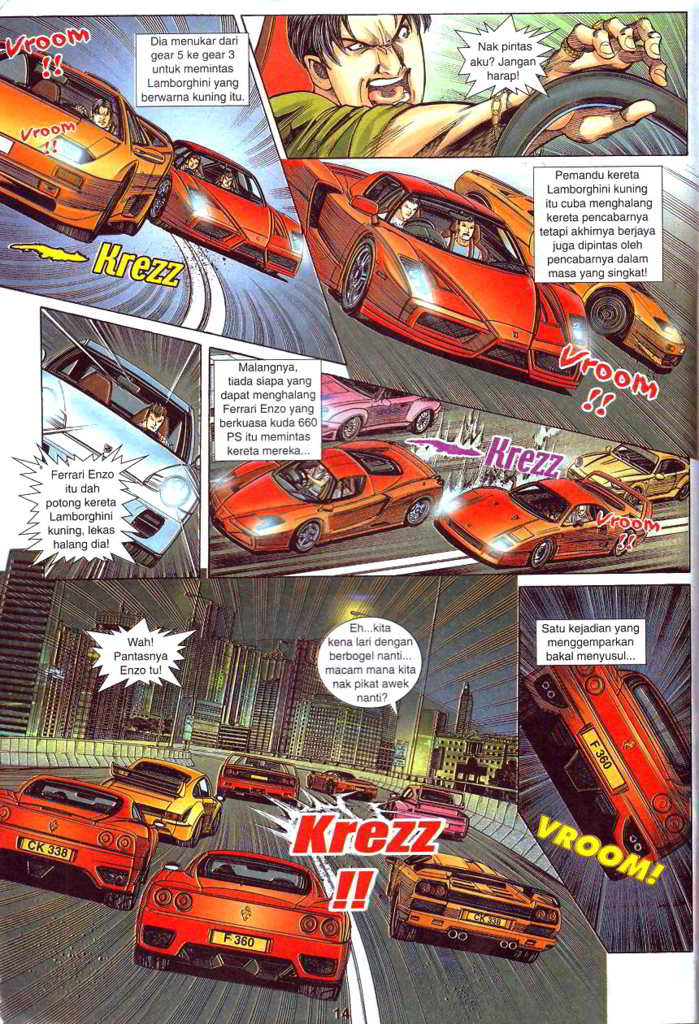 Vroom
!!
Vroom
!!
Dia menukar dari
gear 5 ke gear 3
untuk memintas
Lamborghini yang
berwarna kuning itu.
Krezz
Nak pintas
aku? Jangan
harap!
Pemandu kereta
Lamborghini kuning
itu cuba menghalang
kereta pencabarnya
tetapi akhirnya berjaya
juga dipintas oleh
pencabarnya dalam
masa yang singkat!
Vroom
!!
Ferrari Enzo
itu dah
potong kereta
Lamborghini
kuning, lekas
halang dia!
Malangnya,
tiada siapa yang
dapat menghalang
Ferrari Enzo yang
berkuasa kuda 660
PS itu memintas
kereta mereka...
Krezz
Vroom
!!
Wah!
Pantasnya
Enzo tu!
Eh...kita
kena lari dengan
berbogel nanti...
macam mana kita
nak pikat awek
nanti?
CK 338
F 360
CK 338
Krezz
!!
Satu kejadian yang
menggemparkan
bakal menyusul...
F 360
VROOM!
14